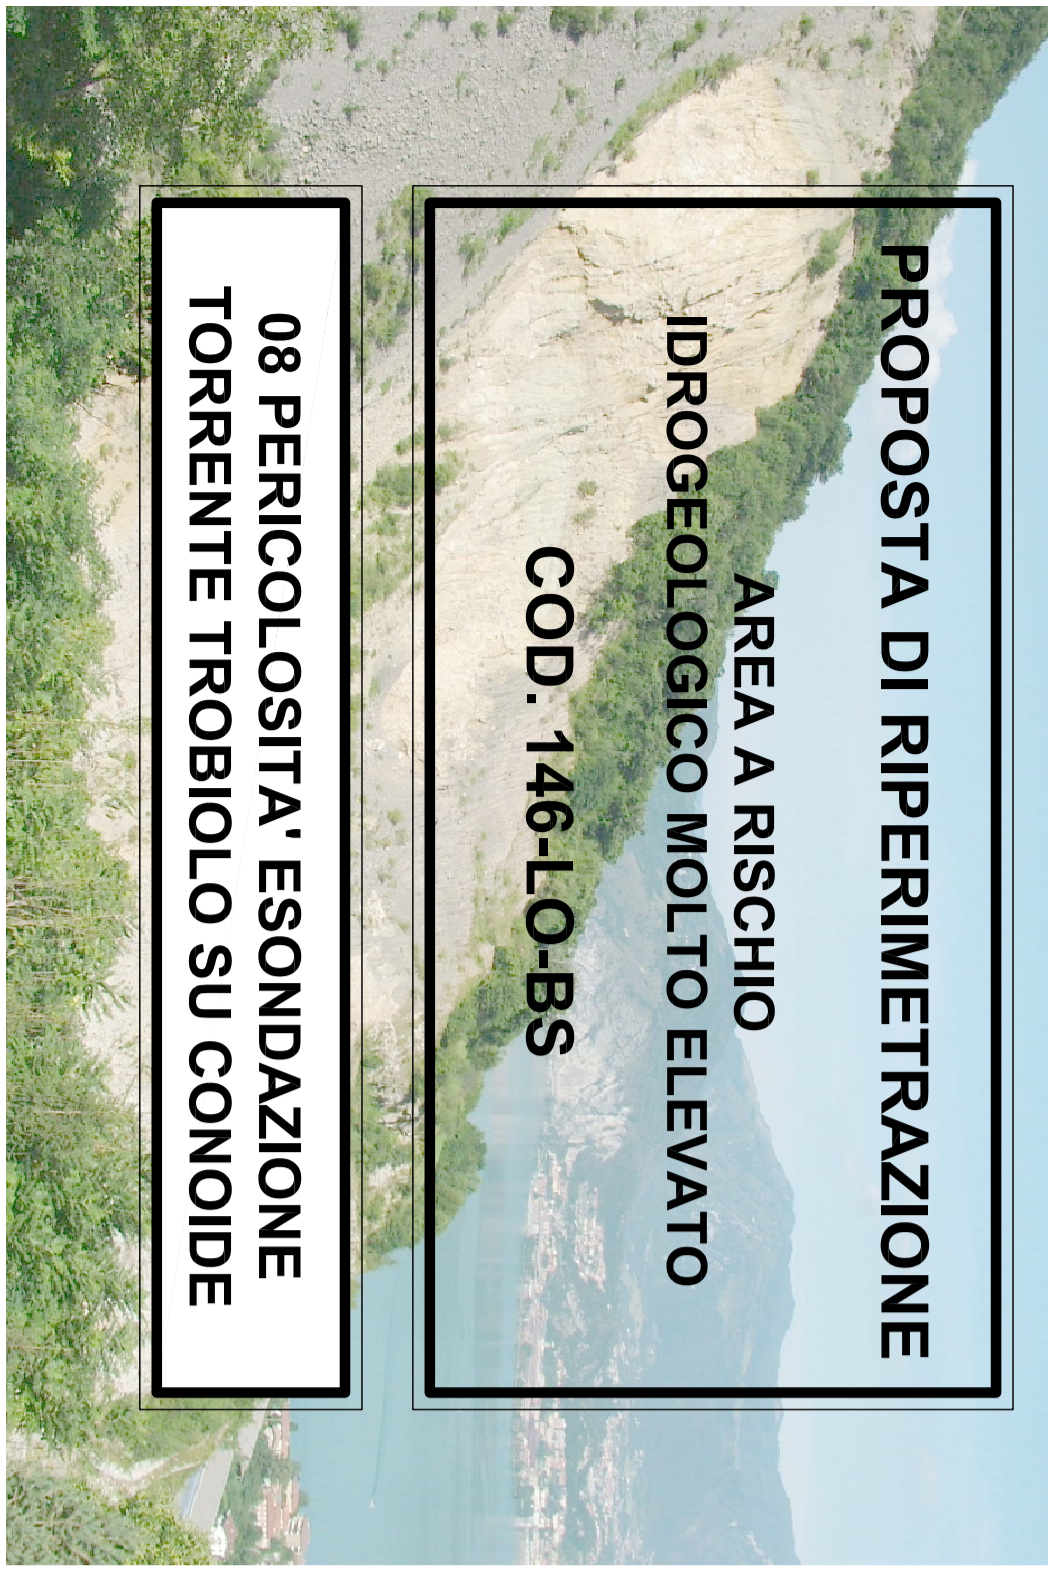 PROPOSTA DI RIPERIMETRAZIONE
AREA A RISCHIO
IDROGEOLOGICO MOLTO ELEVATO
COD. 146-LO-BS
08 PERICOLOSITA' ESONDAZIONE
TORRENTE TROBIOLO SU CONOIDE